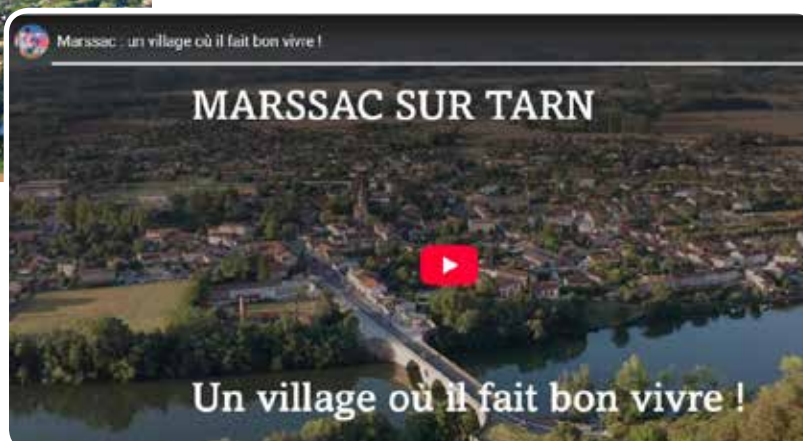 Marssac : un village où il fait bon vivre !
MARSSAC SUR TARN
Un village où il fait bon vivre !